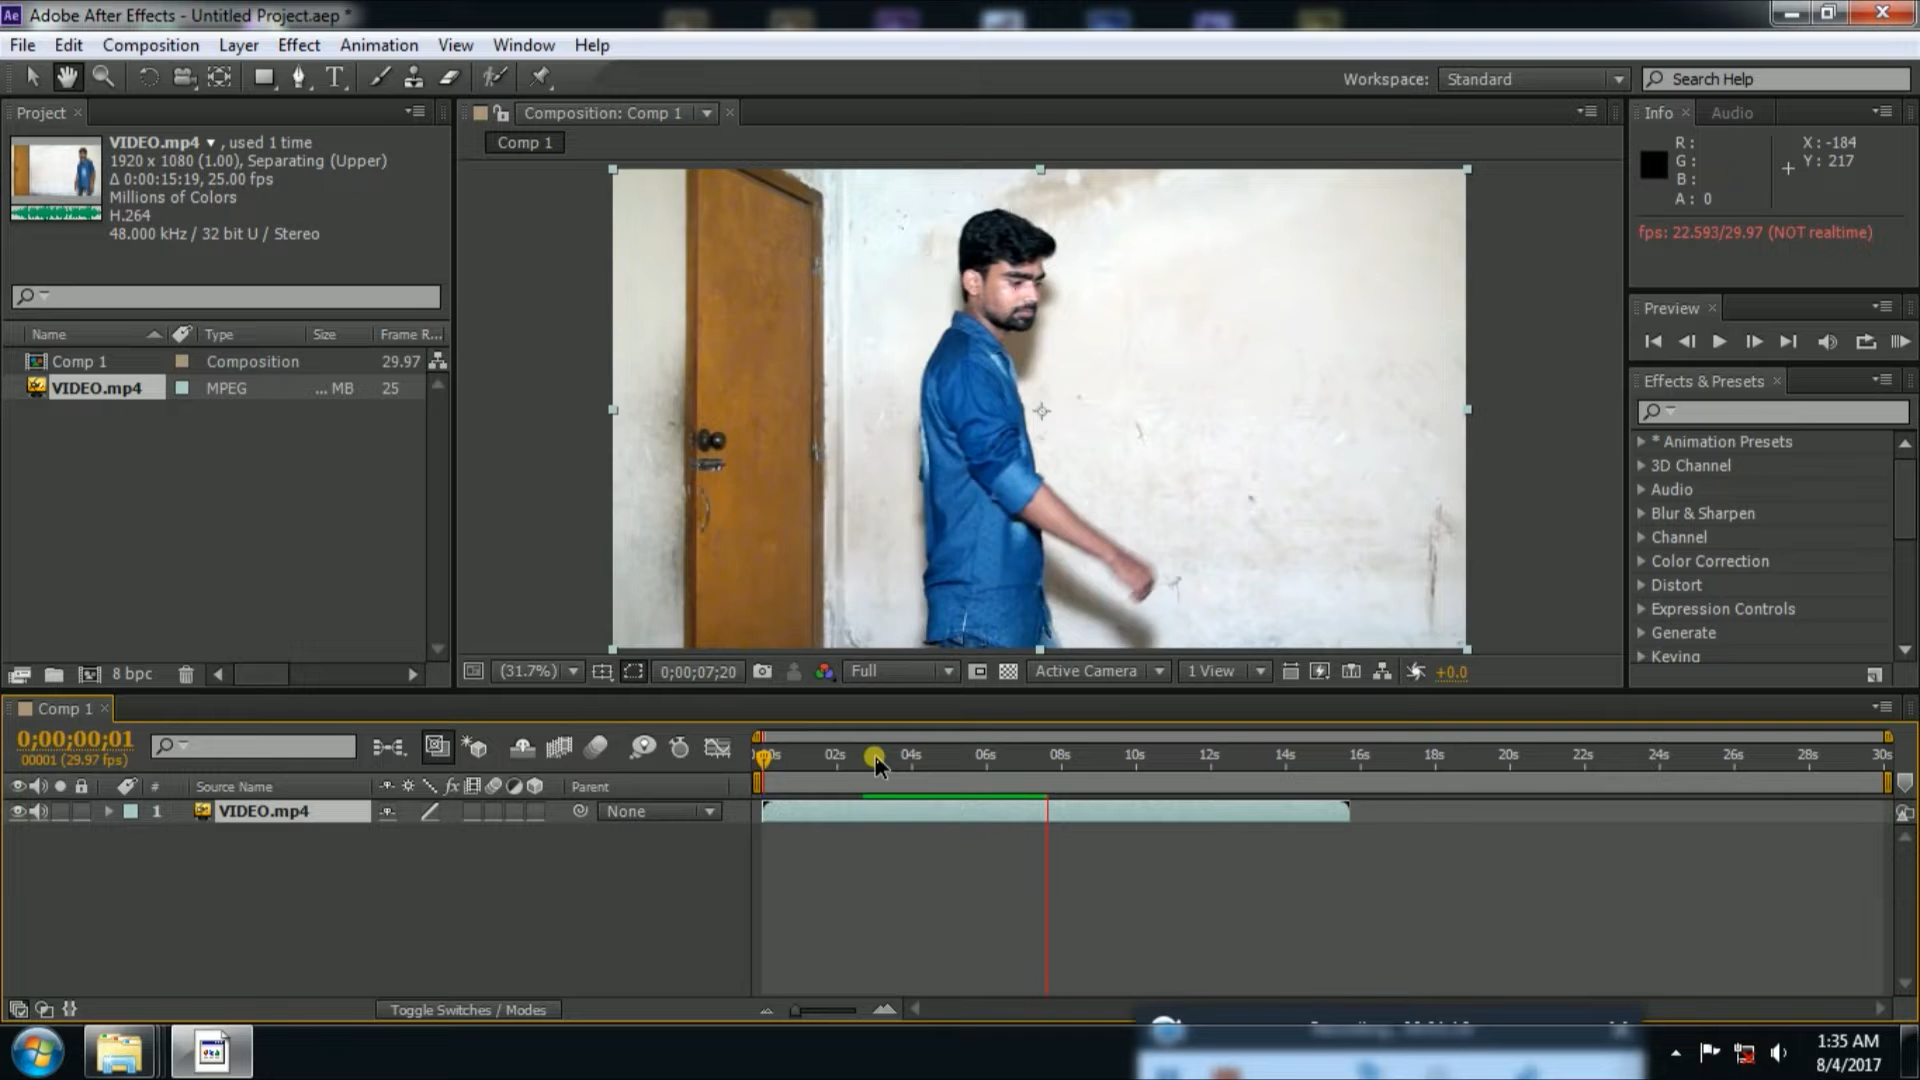 Ae Adobe After Effects - Untitled Project.aep *
File Edit Composition Layer Effect Animation View Window Help
T Workspace: Standard Search Help
Project
VIDEO.mp4 , used 1 time
1920 x 1080 (1.00), Separating (Upper)
Δ 0:00:15:19, 25.00 fps
Millions of Colors
H.264
48.000 kHz / 32 bit U / Stereo
Name Type Size Frame R...
Comp 1 Composition 29.97
VIDEO.mp4 MPEG ... MB 25
8 bpc
Composition: Comp 1
Comp 1
(31.7%) 0;00;07;20 Full Active Camera 1 View +0.0
Info Audio
R :
G :
B :
A : 0
X : -184
Y : 217
fps: 22.593/29.97 (NOT realtime)
Preview
Effects & Presets
* Animation Presets
3D Channel
Audio
Blur & Sharpen
Channel
Color Correction
Distort
Expression Controls
Generate
Keying
Comp 1
0;00;00;01
00001 (29.97 fps)
# Source Name fx Parent
1 VIDEO.mp4 None
02s 04s 06s 08s 10s 12s 14s 16s 18s 20s 22s 24s 26s 28s 30s
Toggle Switches / Modes
1:35 AM
8/4/2017